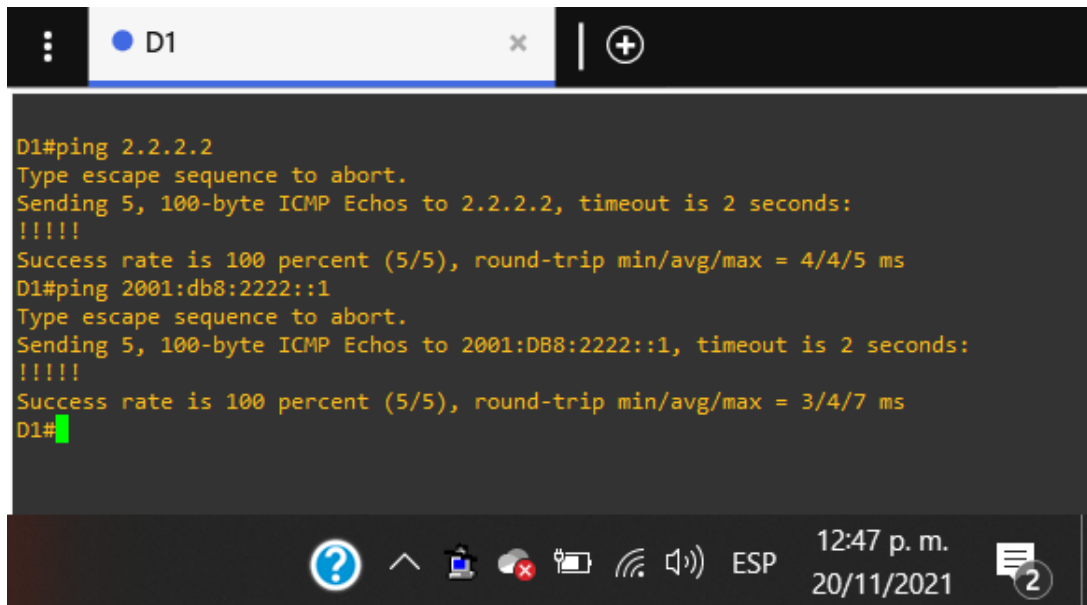 D1
D1#ping 2.2.2.2
Type escape sequence to abort.
Sending 5, 100-byte ICMP Echos to 2.2.2.2, timeout is 2 seconds:
!!!!!
Success rate is 100 percent (5/5), round-trip min/avg/max = 4/4/5 ms
D1#ping 2001:db8:2222::1
Type escape sequence to abort.
Sending 5, 100-byte ICMP Echos to 2001:DB8:2222::1, timeout is 2 seconds:
!!!!!
Success rate is 100 percent (5/5), round-trip min/avg/max = 3/4/7 ms
D1#
ESP
12:47 p. m.
20/11/2021
2